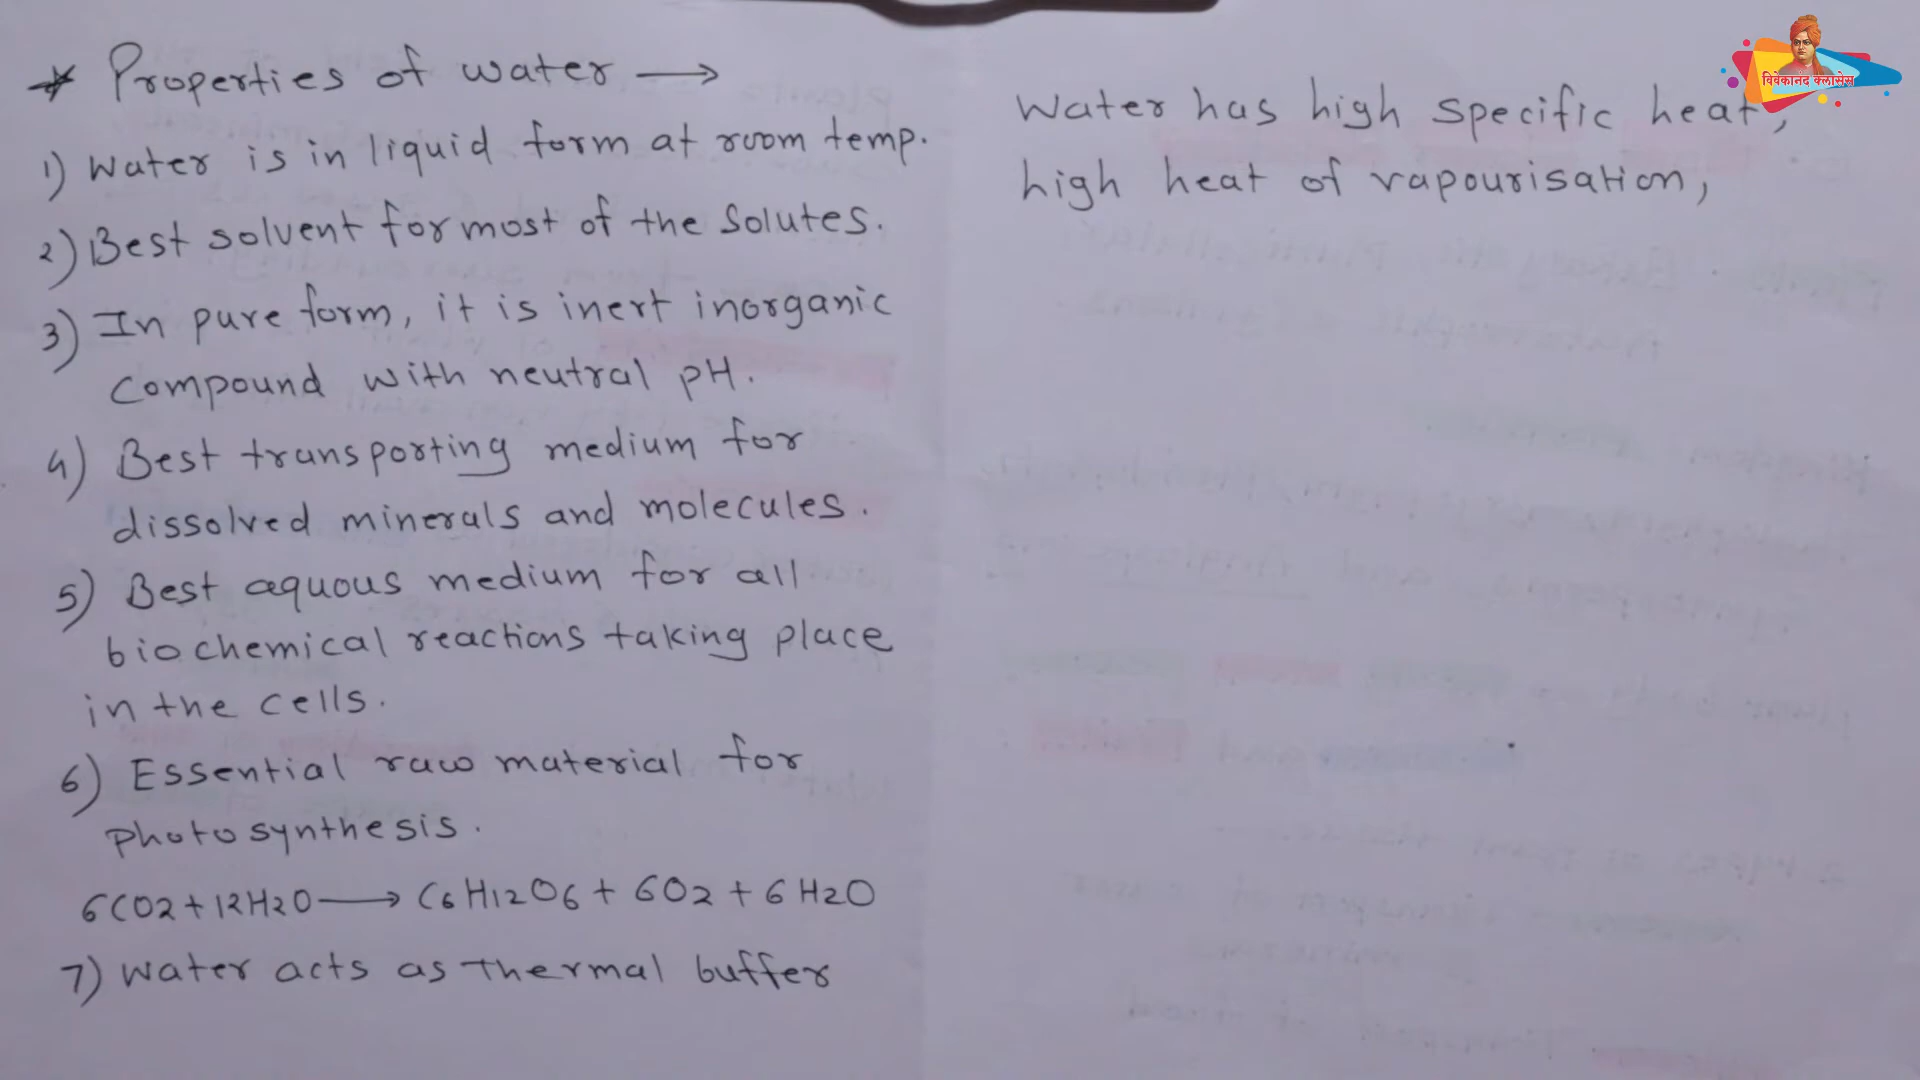 * Properties of water →
1) Water is in liquid form at room temp.
2) Best solvent for most of the solutes.
3) In pure form, it is inert inorganic
compound with neutral pH.
4) Best transporting medium for
dissolved minerals and molecules.
5) Best aquous medium for all
biochemical reactions taking place
in the cells.
6) Essential raw material for
photosynthesis.
6CO2 + 12H2O → C6H12O6 + 6O2 + 6H2O
7) Water acts as thermal buffer
Water has high specific heat,
high heat of vapourisation,
विवेकानंद क्लासेस